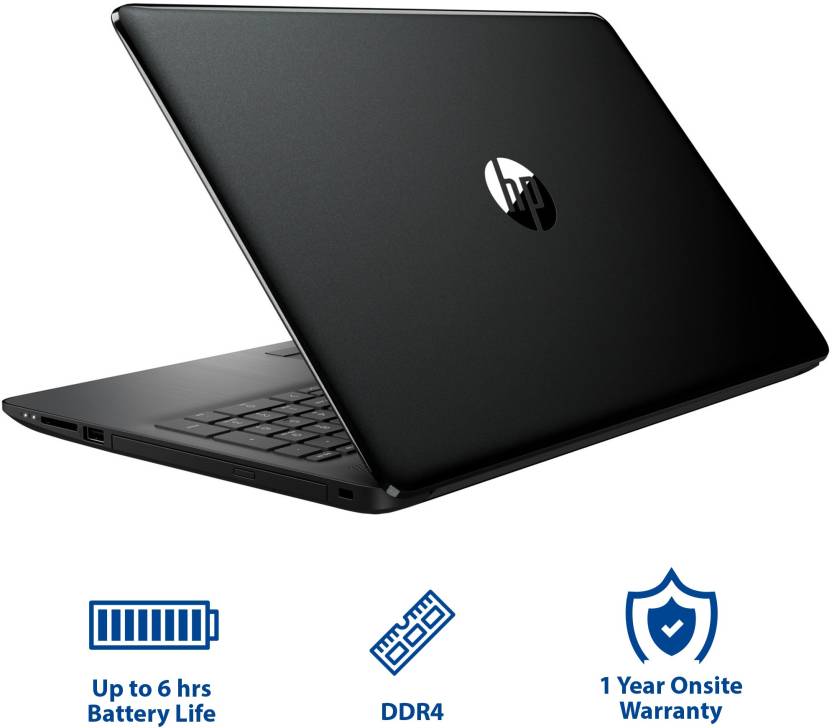 hp
Up to 6 hrs
Battery Life
DDR4
1 Year Onsite
Warranty